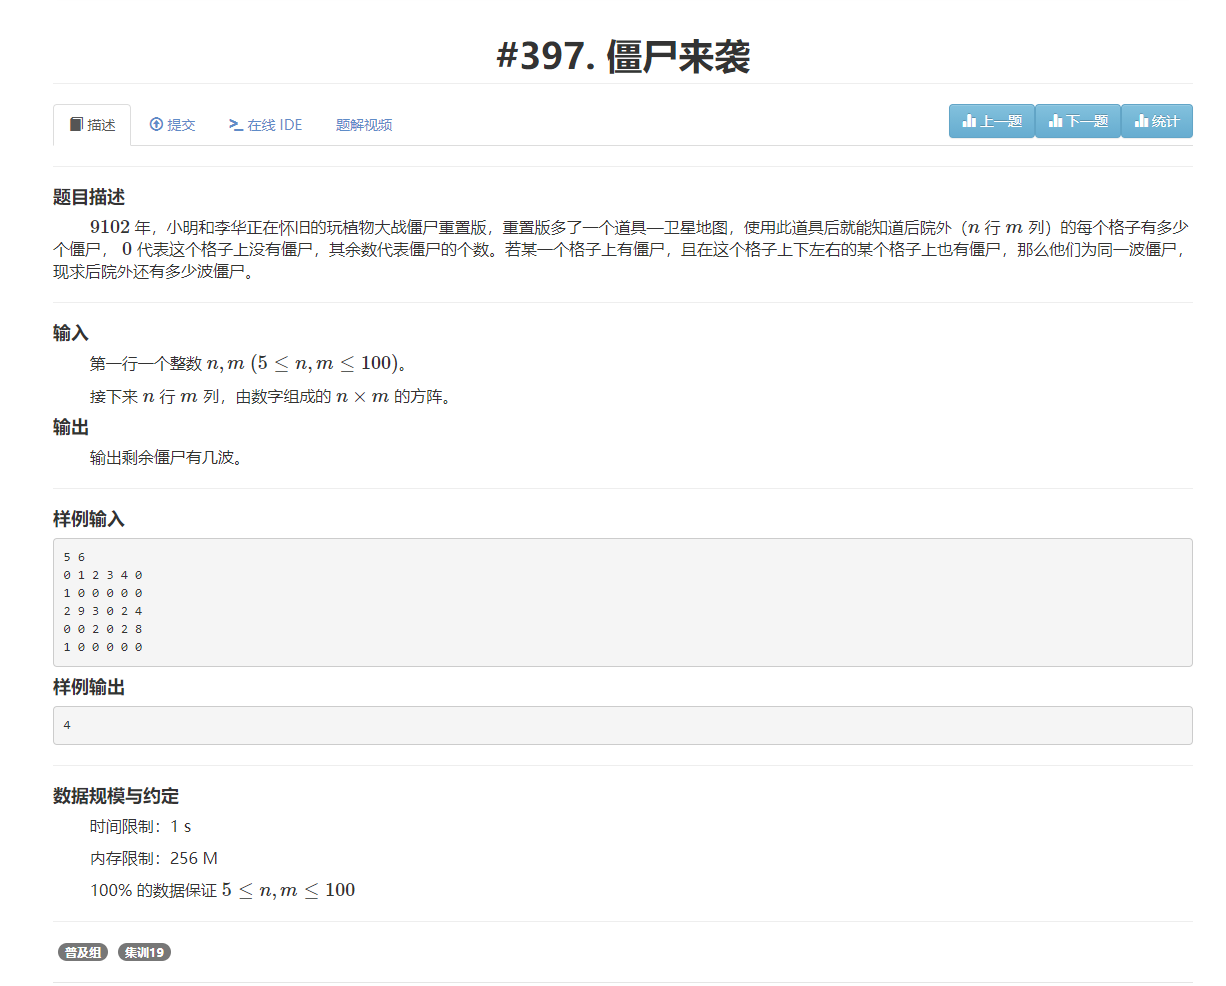 #397. 僵尸来袭
描述
提交
在线 IDE
题解视频
上一题
下一题
统计
题目描述
9102 年，小明和李华正在怀旧的玩植物大战僵尸重置版，重置版多了一个道具—卫星地图，使用此道具后就能知道后院外（n 行 m 列）的每个格子有多少
个僵尸， 0 代表这个格子上没有僵尸，其余数代表僵尸的个数。若某一个格子上有僵尸，且在这个格子上下左右的某个格子上也有僵尸，那么他们为同一波僵尸，
现求后院外还有多少波僵尸。
输入
第一行一个整数 n, m (5 ≤ n, m ≤ 100)。
接下来 n 行 m 列，由数字组成的 n × m 的方阵。
输出
输出剩余僵尸有几波。
样例输入
5 6
0 1 2 3 4 0
1 0 0 0 0 0
2 9 3 0 2 4
0 0 2 0 2 8
1 0 0 0 0 0
样例输出
4
数据规模与约定
时间限制：1 s
内存限制：256 M
100% 的数据保证 5 ≤ n, m ≤ 100
普及组 集训19